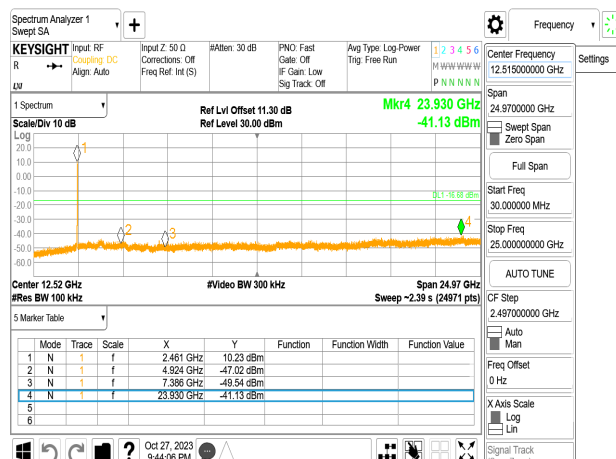 Spectrum Analyzer 1
Swept SA
Frequency
KEYSIGHT
R
LXI
Input: RF
Coupling: DC
Align: Auto
Input Z: 50 Ω
Corrections: Off
Freq Ref: Int (S)
#Atten: 30 dB
PNO: Fast
Gate: Off
IF Gain: Low
Sig Track: Off
Avg Type: Log-Power
Trig: Free Run
1 2 3 4 5 6
M W W W W W
P N N N N N
1 Spectrum
Scale/Div 10 dB
Ref Lvl Offset 11.30 dB
Ref Level 30.00 dBm
Mkr4 23.930 GHz
-41.13 dBm
Log
20.0
10.0
0.00
-10.0
-20.0
-30.0
-40.0
-50.0
-60.0
1
2
3
4
Center 12.52 GHz
#Res BW 100 kHz
#Video BW 300 kHz
Span 24.97 GHz
Sweep ~2.39 s (24971 pts)
5 Marker Table
Mode Trace Scale X Y Function Function Width Function Value
1 N 1 f 2.461 GHz 10.23 dBm
2 N 1 f 4.924 GHz -47.02 dBm
3 N 1 f 7.386 GHz -49.54 dBm
4 N 1 f 23.930 GHz -41.13 dBm
5
6
?
Oct 27, 2023
9:44:06 PM
Center Frequency
12.515000000 GHz
Settings
Span
24.9700000 GHz
Swept Span
Zero Span
Full Span
Start Freq
30.000000 MHz
Stop Freq
25.000000000 GHz
AUTO TUNE
CF Step
2.497000000 GHz
Auto
Man
Freq Offset
0 Hz
X Axis Scale
Log
Lin
Signal Track